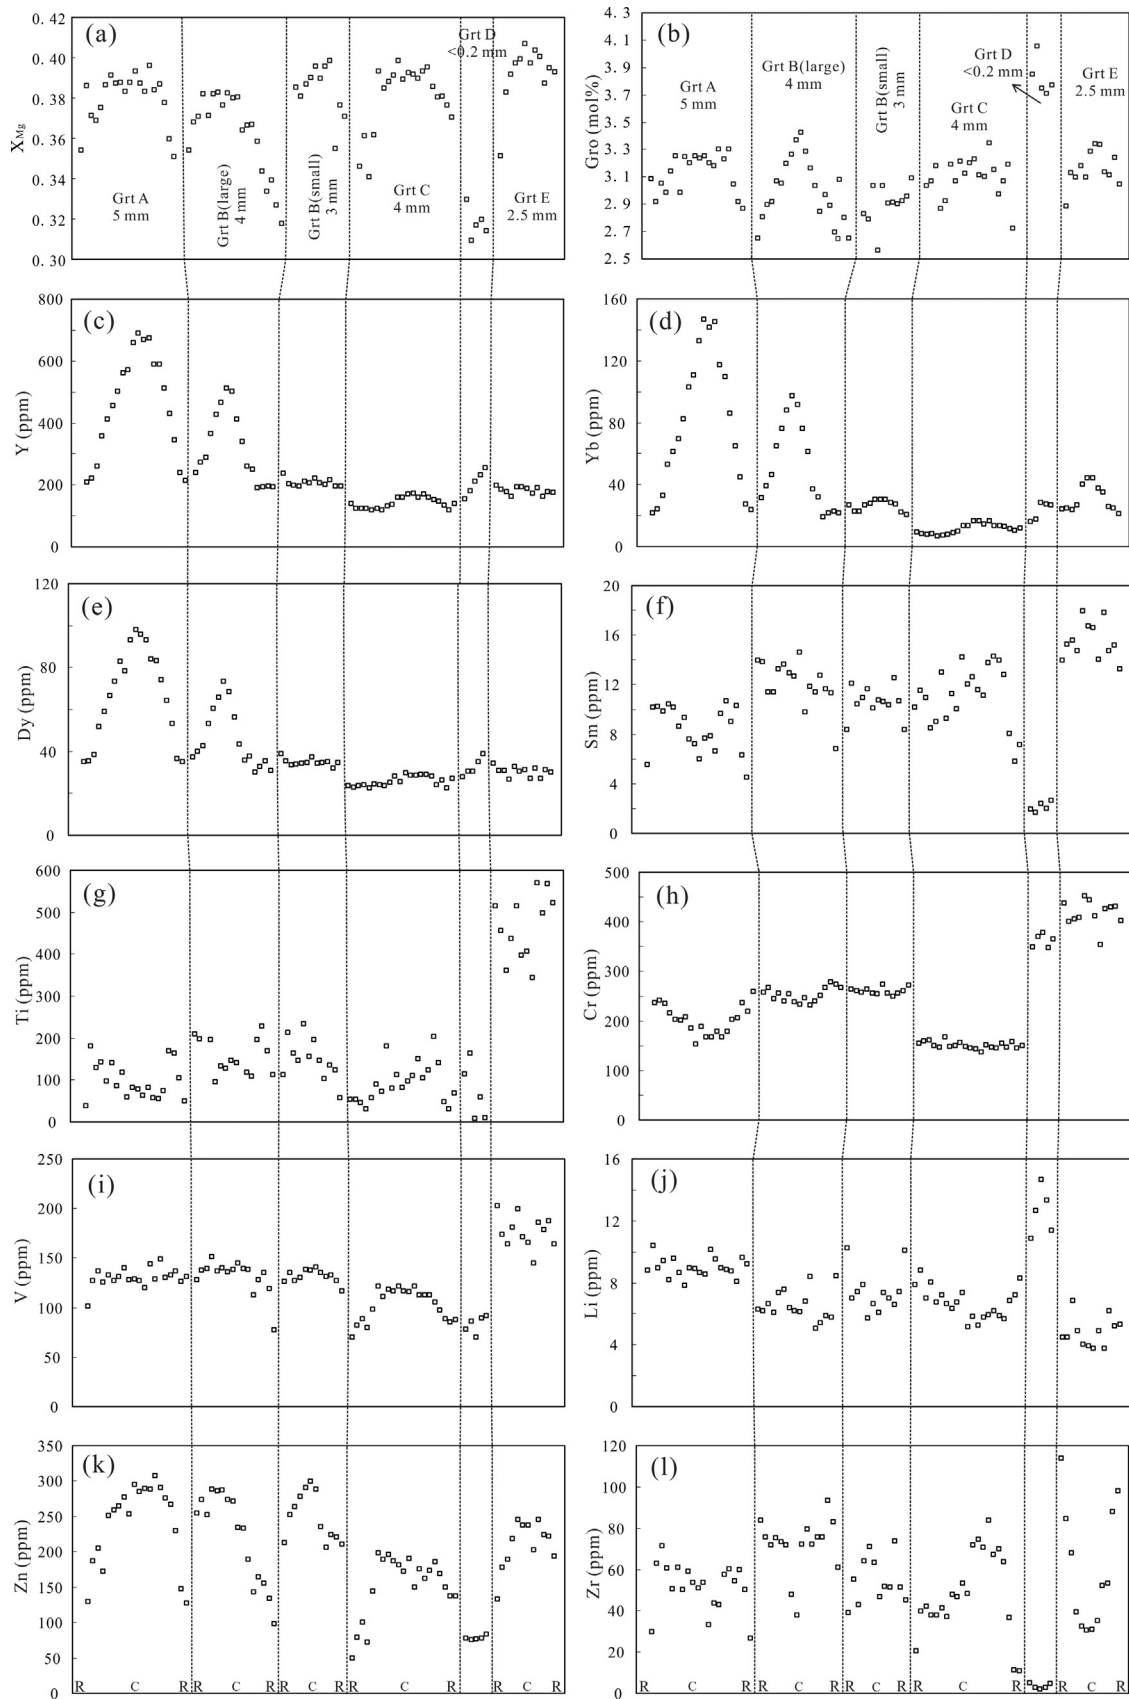 (a)
0.42
0.40
0.38
0.36
0.34
0.32
0.30
X_Mg
Grt A
5 mm
Grt B(large)
4 mm
Grt B(small)
3 mm
Grt C
4 mm
Grt D
<0.2 mm
Grt E
2.5 mm
(b)
4.3
4.1
3.9
3.7
3.5
3.3
3.1
2.9
2.7
2.5
Gro (mol%)
Grt A
5 mm
Grt B(large)
4 mm
Grt B(small)
3 mm
Grt C
4 mm
Grt D
<0.2 mm
Grt E
2.5 mm
(c)
800
600
400
200
0
Y (ppm)
(d)
160
120
80
40
0
Yb (ppm)
(e)
120
80
40
0
Dy (ppm)
(f)
20
16
12
8
4
0
Sm (ppm)
(g)
600
500
400
300
200
100
0
Ti (ppm)
(h)
500
400
300
200
100
0
Cr (ppm)
(i)
250
200
150
100
50
0
V (ppm)
(j)
16
12
8
4
0
Li (ppm)
(k)
350
300
250
200
150
100
50
0
Zn (ppm)
R C R R C R R C R R C R
(l)
120
100
80
60
40
20
0
Zr (ppm)
R C R R C R R C R R C R R C R